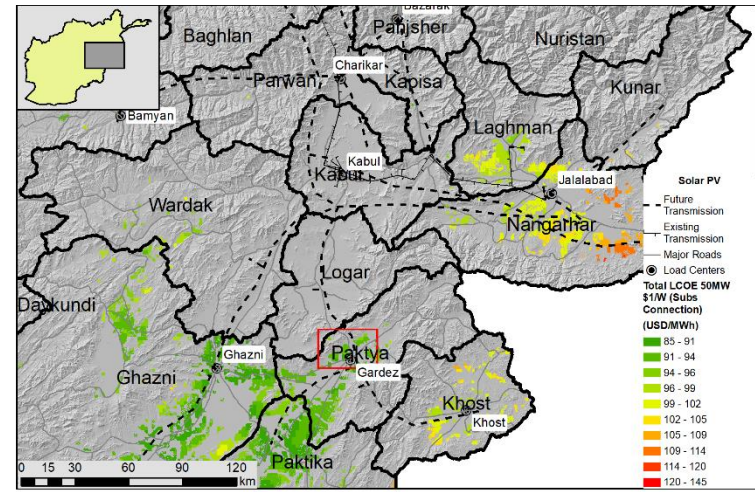 Bazarak
Panjsher
Baghlan
Nuristan
Charikar
Parwan
Kapisa
Kunar
Bamyan
Laghman
Kabul
Kabul
Jalalabad
Wardak
Nangarhar
Logar
Daykundi
Paktya
Ghazni
Gardez
Ghazni
Khost
Khost
Paktika
0 15 30 60 90 120
km
Solar PV
Future
Transmission
Existing
Transmission
Major Roads
Load Centers
Total LCOE 50MW
$1/W (Subs
Connection)
(USD/MWh)
85 - 91
91 - 94
94 - 96
96 - 99
99 - 102
102 - 105
105 - 109
109 - 114
114 - 120
120 - 145